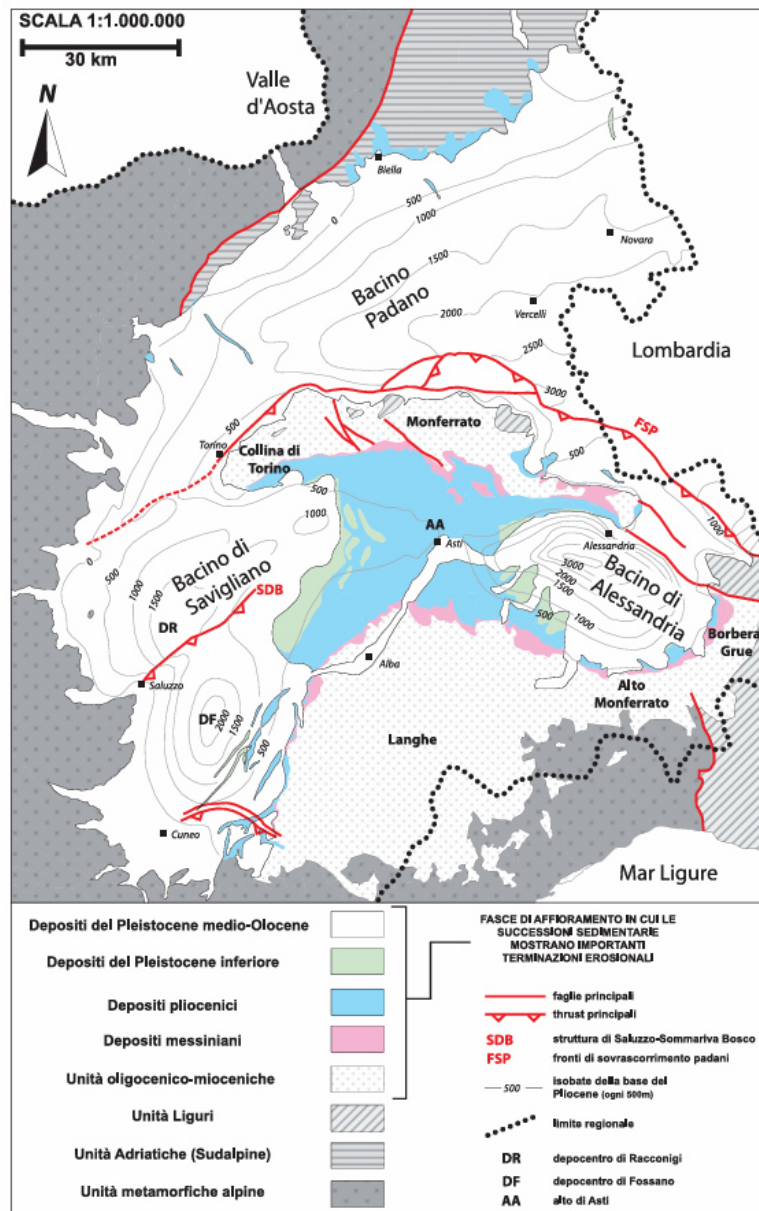 SCALA 1:1.000.000
30 km
N
Valle
d'Aosta
Biella
0
500
1000
1500
Novara
Bacino
Padano
2000
Vercelli
2500
Lombardia
3000
500
Monferrato
FSP
Torino
Collina di
Torino
500
500
1000
1000
AA
Asti
Alessandria
0
500
1000
1500
Bacino di
Savigliano
SDB
DR
3000
2000
1500
500
1000
Bacino di
Alessandria
Borbera
Grue
Saluzzo
Alba
Alto
Monferrato
DF
2000
1500
500
Langhe
Cuneo
Mar Ligure
Depositi del Pleistocene medio-Olocene
Depositi del Pleistocene inferiore
Depositi pliocenici
Depositi messiniani
Unità oligocenico-mioceniche
Unità Liguri
Unità Adriatiche (Sudalpine)
Unità metamorfiche alpine
FASCE DI AFFIORAMENTO IN CUI LE
SUCCESSIONI SEDIMENTARIE
MOSTRANO IMPORTANTI
TERMINAZIONI EROSIONALI
faglie principali
thrust principali
SDB struttura di Saluzzo-Sommariva Bosco
FSP fronti di sovrascorrimento padani
500 isobate della base del
Pliocene (ogni 500m)
limite regionale
DR depocentro di Racconigi
DF depocentro di Fossano
AA alto di Asti